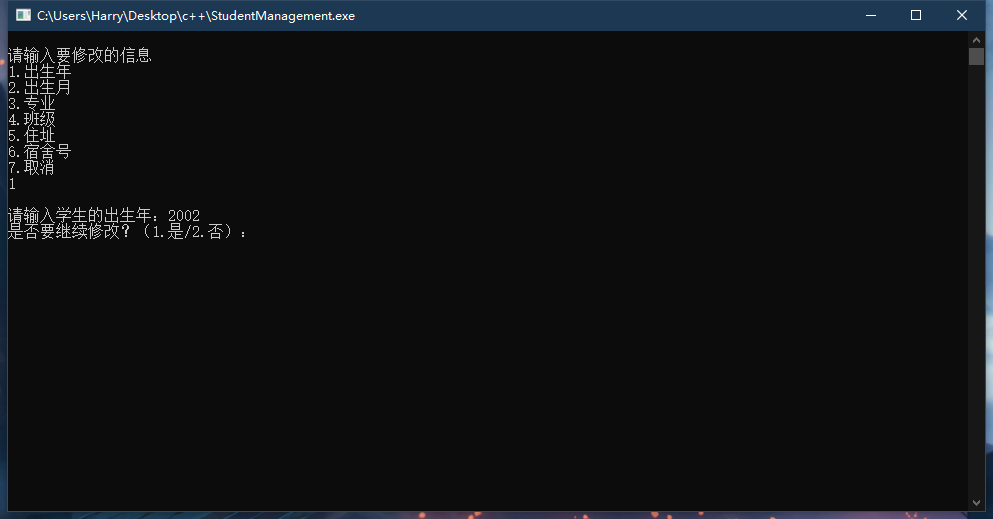 C:\Users\Harry\Desktop\c++\StudentManagement.exe
请输入要修改的信息
1.出生年
2.出生月
3.专业
4.班级
5.住址
6.宿舍号
7.取消
1
请输入学生的出生年：2002
是否要继续修改？（1.是/2.否）：